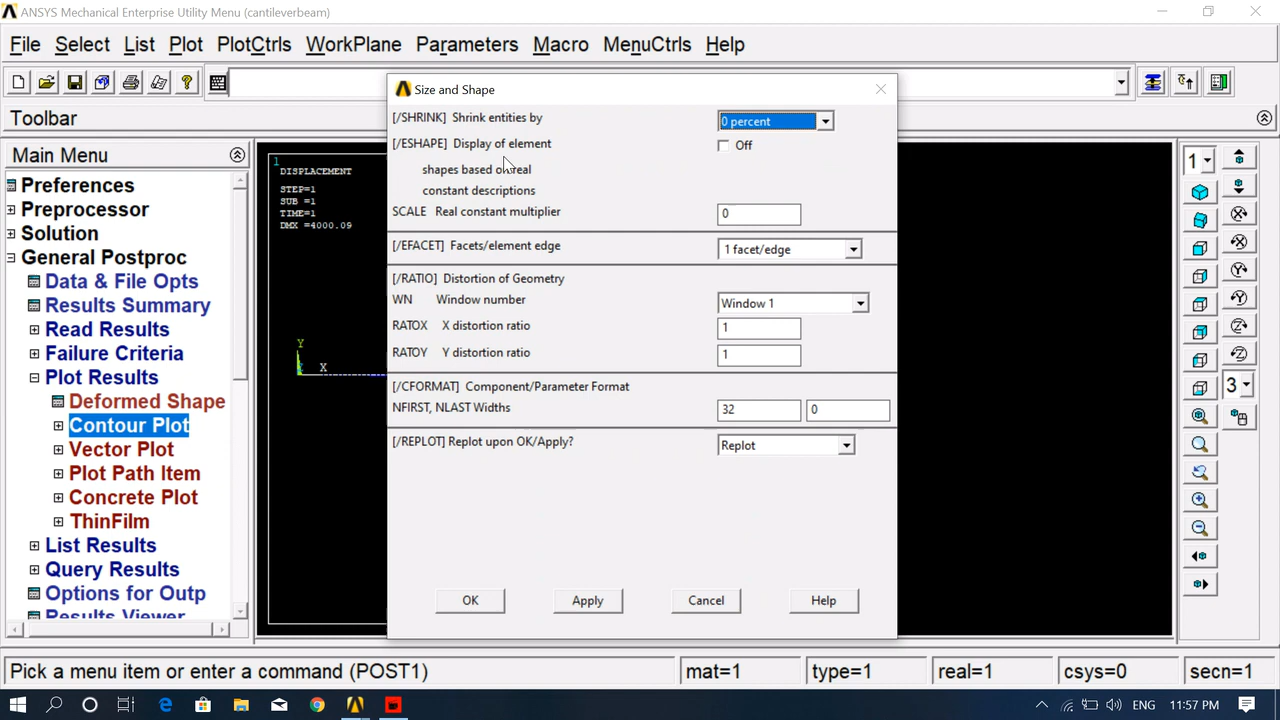 ANSYS Mechanical Enterprise Utility Menu (cantileverbeam)
File Select List Plot PlotCtrls WorkPlane Parameters Macro MenuCtrls Help
Toolbar
Main Menu
Preferences
Preprocessor
Solution
General Postproc
Data & File Opts
Results Summary
Read Results
Failure Criteria
Plot Results
Deformed Shape
Contour Plot
Vector Plot
Plot Path Item
Concrete Plot
ThinFilm
List Results
Query Results
Options for Outp
Results Viewer
1
DISPLACEMENT
STEP=1
SUB =1
TIME=1
DMX =4000.09
Y
X
Size and Shape
[/SHRINK] Shrink entities by 0 percent
[/ESHAPE] Display of element Off
shapes based on real
constant descriptions
SCALE Real constant multiplier 0
[/EFACET] Facets/element edge 1 facet/edge
[/RATIO] Distortion of Geometry
WN Window number Window 1
RATOX X distortion ratio 1
RATOY Y distortion ratio 1
[/CFORMAT] Component/Parameter Format
NFIRST, NLAST Widths 32 0
[/REPLOT] Replot upon OK/Apply? Replot
OK Apply Cancel Help
1
3
Pick a menu item or enter a command (POST1) mat=1 type=1 real=1 csys=0 secn=1
ENG 11:57 PM